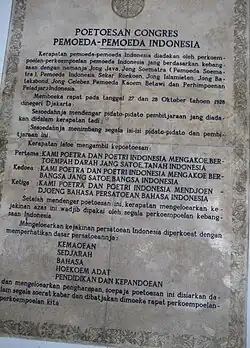 POETOESAN CONGRES
PEMOEDA-PEMOEDA INDONESIA
Kerapatan pemoeda-pemoeda Indonesia diadakan oleh perkoem-
poelan-perkoempoelan pemoeda Indonesia jang berdasarkan kebang-
saan dengan namanja Jong Java, Jong Soematra (Pemoeda Soema-
tra), Pemoeda Indonesia, Sekar Roekoen, Jong Islamieten, Jong Ba-
taksbond, Jong Celebes, Pemoeda Kaoem Betawi dan Perhimpoenan
Peladjar² Indonesia.
Memboeka rapat pada tanggal 27 dan 28 Oktober tahoen 1928
dinegeri Djakarta.
Sesoedahnja mendengar pidato-pidato pembitjaraan jang diada-
kan didalam kerapatan tadi.
Sesoedahnja menimbang segala isi-isi pidato-pidato dan pembi-
tjaraan ini.
Kerapatan laloe mengambil kepoetoesan:
Pertama: KAMI POETRA DAN POETRI INDONESIA MENGAKOE BER-
TOEMPAH DARAH JANG SATOE, TANAH INDONESIA
Kedoea: KAMI POETRA DAN POETRI INDONESIA MENGAKOE BER-
BANGSA JANG SATOE, BANGSA INDONESIA
Ketiga: KAMI POETRA DAN POETRI INDONESIA MENDJOEN-
DJOENG BAHASA PERSATOEAN, BAHASA INDONESIA
Setelah mendengar poetoesan ini, kerapatan mengeloearkan ke-
jakinan azas ini wadjib dipakai oleh segala perkoempoelan kebang-
saan Indonesia
Mengeloearkan kejakinan persatoean Indonesia diperkoeat dengan
memperhatikan dasar persatoeannja:
KEMAOEAN
SEDJARAH
BAHASA
HOEKOEM ADAT
PENDIDIKAN DAN KEPANDOEAN
dan mengeloearkan pengharapan, soepaja poetoesan ini disiarkan da-
lam segala soerat kabar dan dibatjakan dimoeka rapat perkoempoelan-
perkoempoelan kita